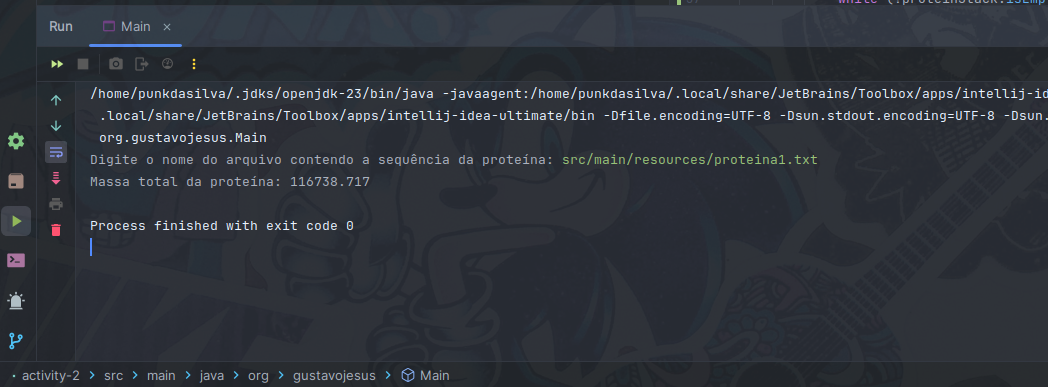 Run Main
/home/punkdasilva/.jdks/openjdk-23/bin/java -javaagent:/home/punkdasilva/.local/share/JetBrains/Toolbox/apps/intellij-id
.local/share/JetBrains/Toolbox/apps/intellij-idea-ultimate/bin -Dfile.encoding=UTF-8 -Dsun.stdout.encoding=UTF-8 -Dsun.
org.gustavojesus.Main
Digite o nome do arquivo contendo a sequência da proteína: src/main/resources/proteina1.txt
Massa total da proteína: 116738.717
Process finished with exit code 0
activity-2 > src > main > java > org > gustavojesus > Main